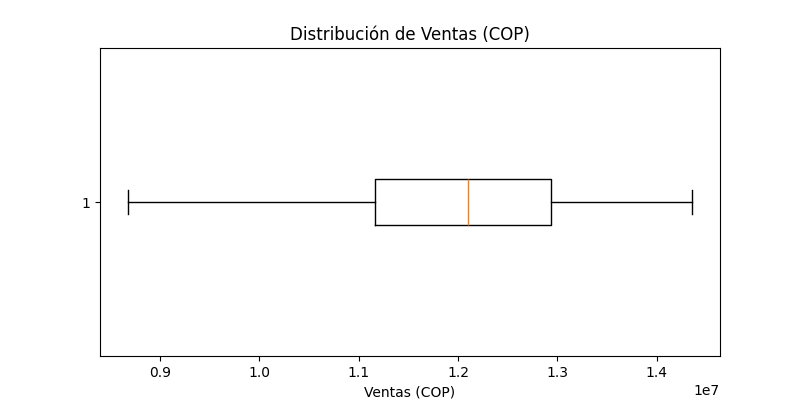 Distribución de Ventas (COP)
1
0.9 1.0 1.1 1.2 1.3 1.4
1e7
Ventas (COP)